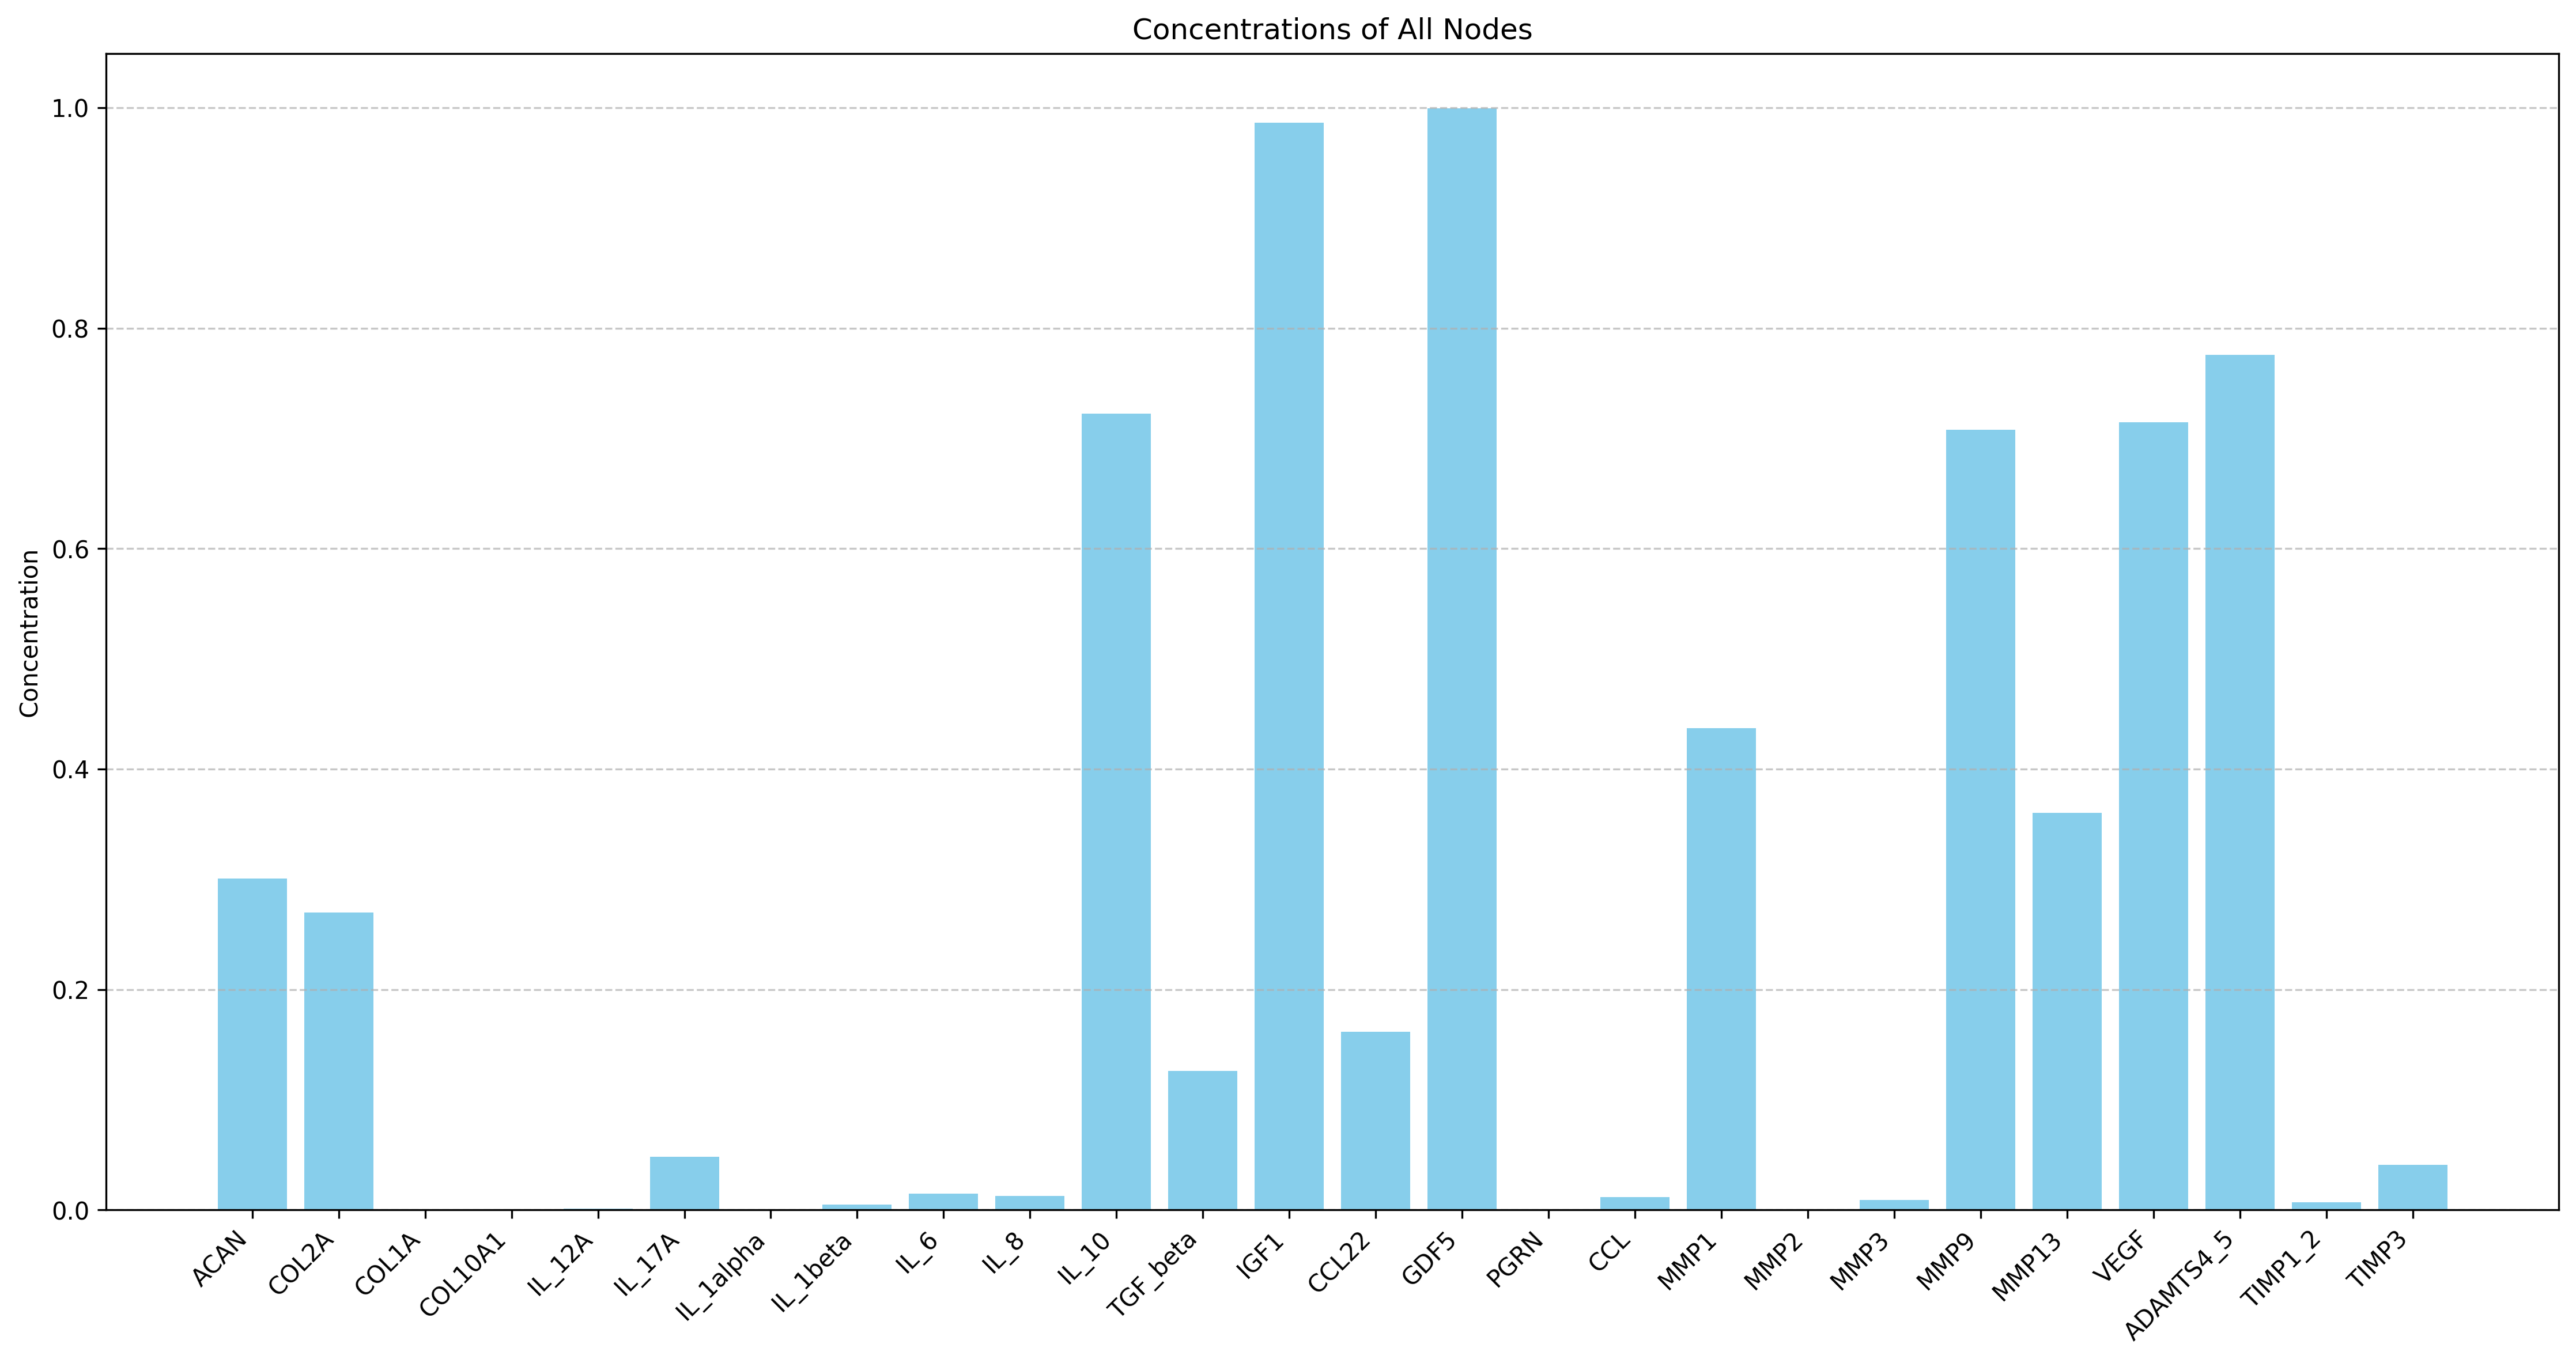 Concentrations of All Nodes
Concentration
1.0
0.8
0.6
0.4
0.2
0.0
ACAN
COL2A
COL1A
COL10A1
IL_12A
IL_17A
IL_1alpha
IL_1beta
IL_6
IL_8
IL_10
TGF_beta
IGF1
CCL22
GDF5
PGRN
CCL
MMP1
MMP2
MMP3
MMP9
MMP13
VEGF
ADAMTS4_5
TIMP1_2
TIMP3